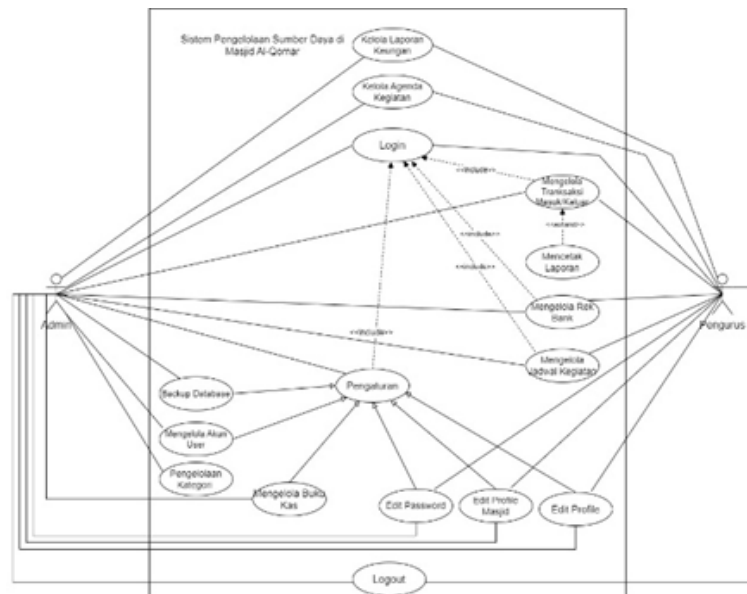 Sistem Pengelolaan Sumber Daya di
Masjid Al-Qomar
Kelola Laporan
Keungan
Kelola Agenda
Kegiatan
Login
<<include>>
Mengelola
Transaksi
Masuk/Keluar
<<extend>>
<<include>>
Mencetak
Laporan
<<include>>
Admin
Pengurus
Mengelola Rek
Bank
<<include>>
Mengelola
Jadwal Kegiatan
Backup Database
Pengaturan
Mengelola Akun
User
Pengelolaan
Kategori
Mengelola Buku
Kas
Edit Password
Edit Profile
Masjid
Edit Profile
Logout